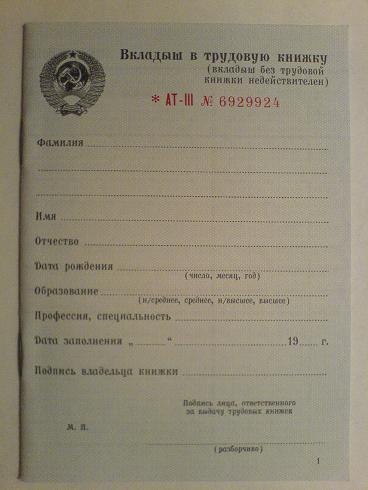 Вкладыш в трудовую книжку
(вкладыш без трудовой
книжки недействителен)
* АТ-III № 6929924
Фамилия
Имя
Отчество
Дата рождения
(число, месяц, год)
Образование
(н/среднее, среднее, н/высшее, высшее)
Профессия, специальность
Дата заполнения „ “ 19 г.
Подпись владельца книжки
Подпись лица, ответственного
за выдачу трудовых книжек
М. П.
(разборчиво)
1